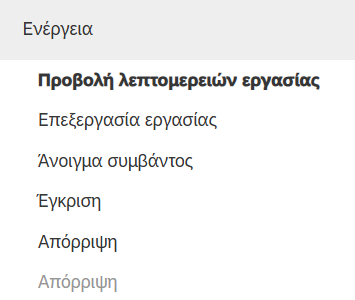 Ενέργεια
Προβολή λεπτομερειών εργασίας
Επεξεργασία εργασίας
Άνοιγμα συμβάντος
Έγκριση
Απόρριψη
Απόρριψη